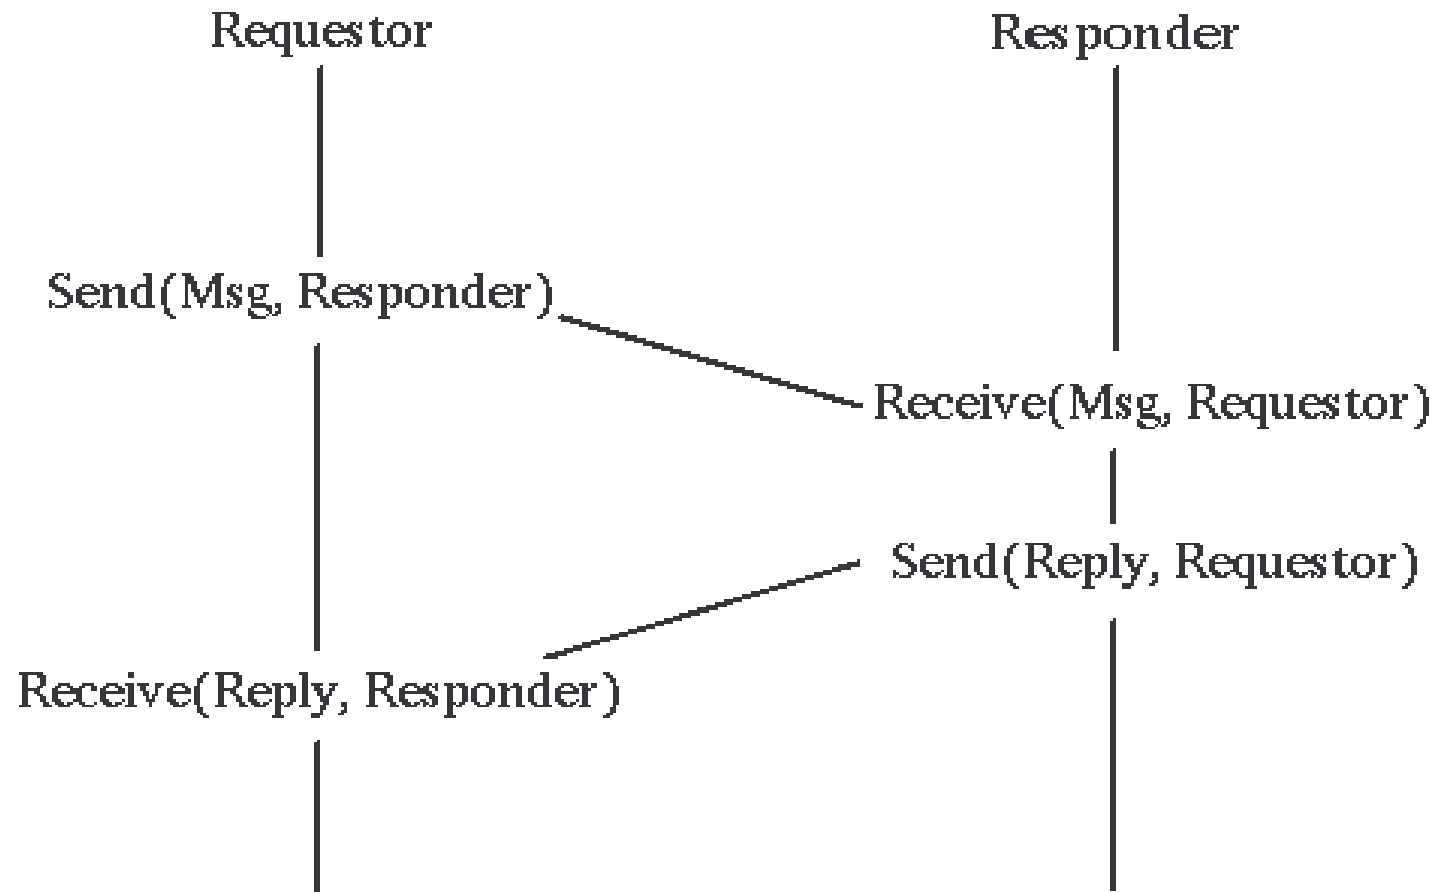 Requestor
Responder
Send(Msg, Responder)
Receive(Msg, Requestor)
Send(Reply, Requestor)
Receive(Reply, Responder)